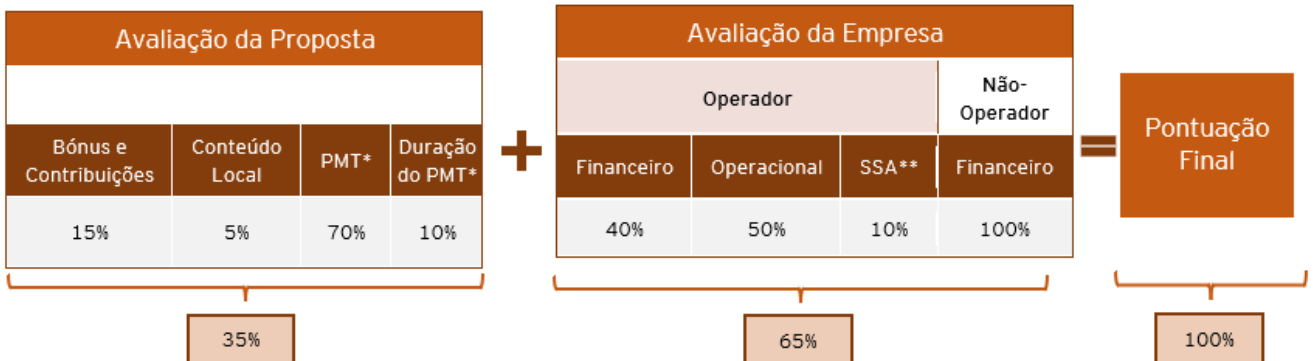 Avaliação da Proposta
Bónus e
Contribuições
Conteúdo
Local
PMT*
Duração
do PMT*
15%
5%
70%
10%
35%
+
Avaliação da Empresa
Operador
Não-
Operador
Financeiro
Operacional
SSA**
Financeiro
40%
50%
10%
100%
65%
=
Pontuação
Final
100%